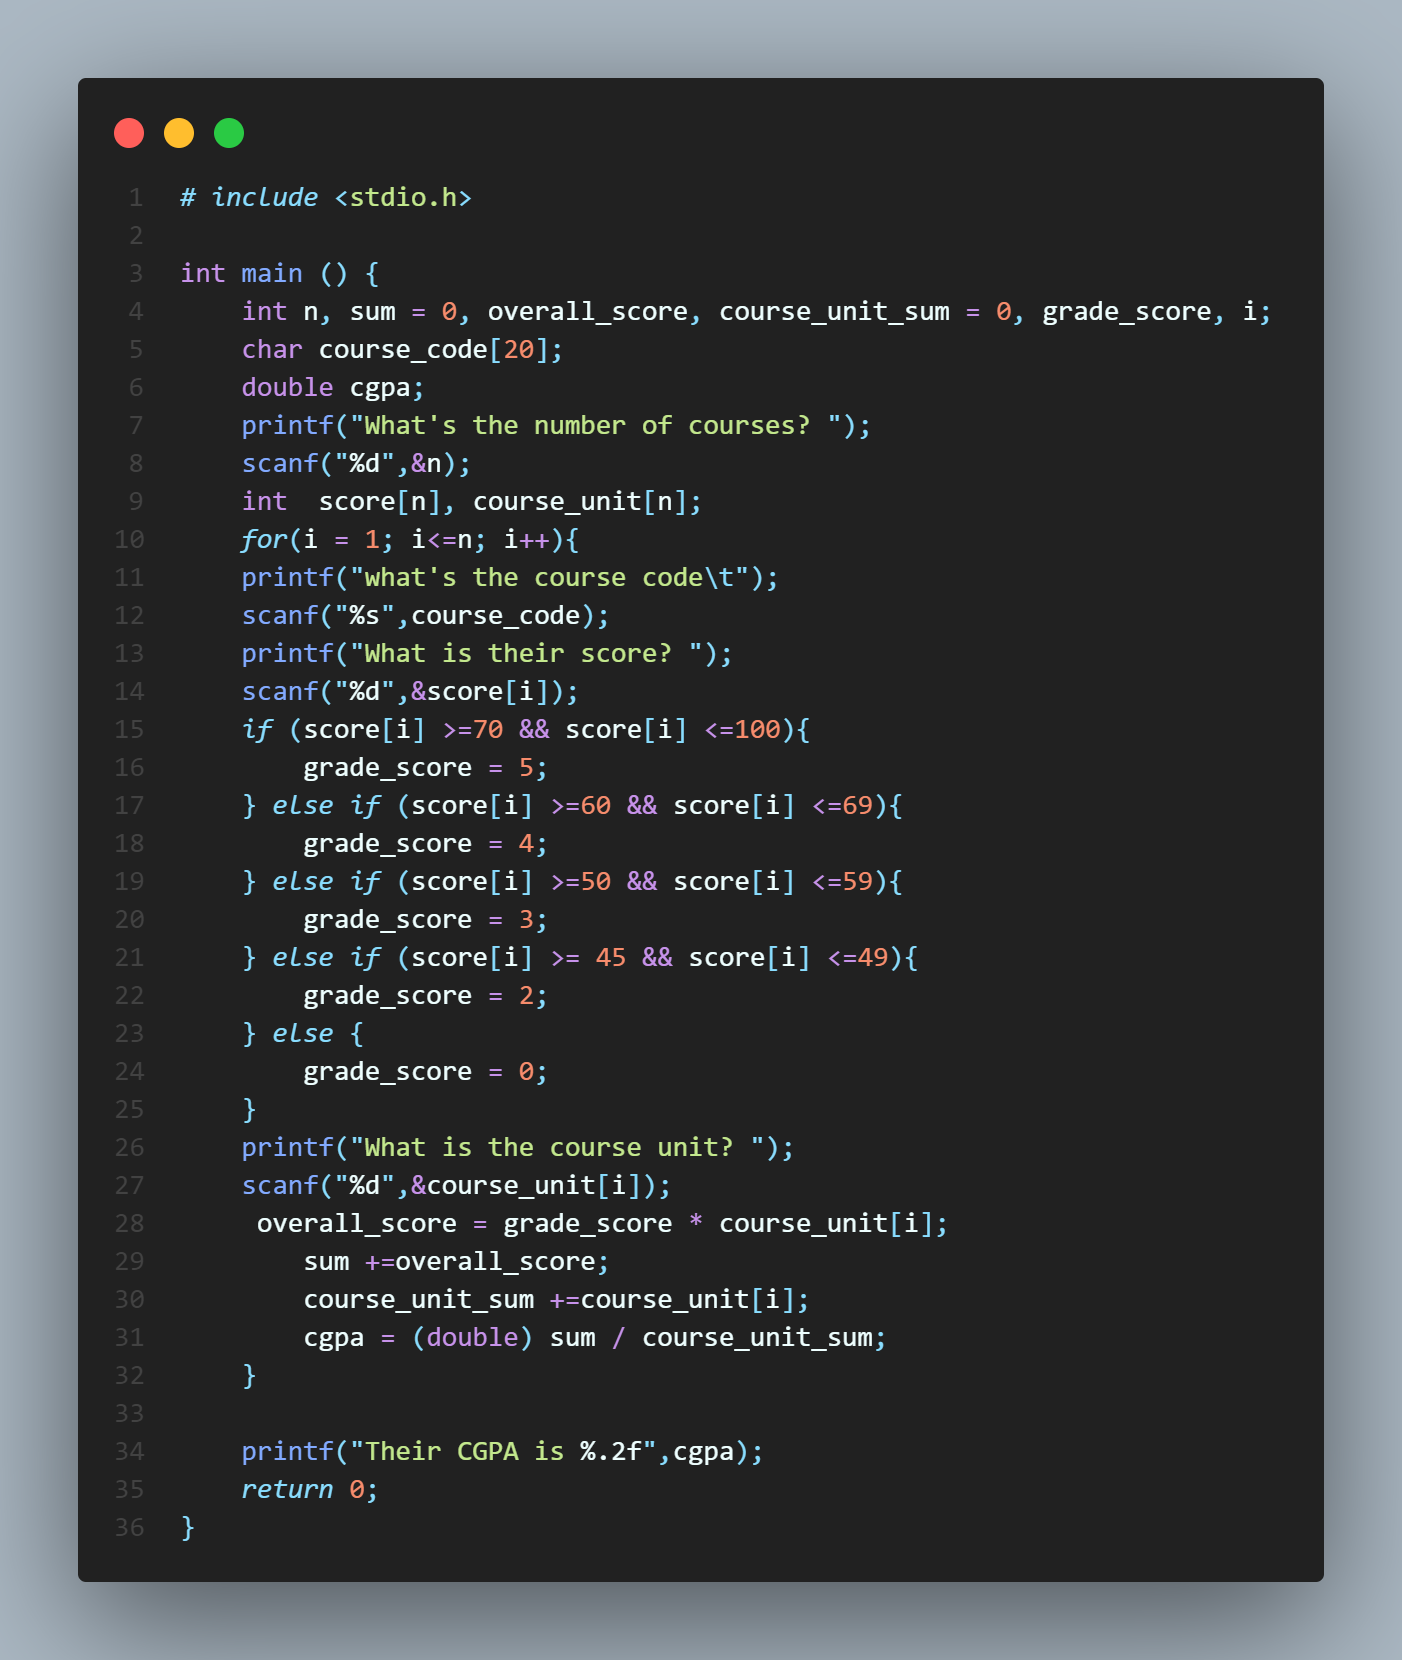 1 # include <stdio.h>
2
3 int main () {
4     int n, sum = 0, overall_score, course_unit_sum = 0, grade_score, i;
5     char course_code[20];
6     double cgpa;
7     printf("What's the number of courses? ");
8     scanf("%d",&n);
9     int  score[n], course_unit[n];
10     for(i = 1; i<=n; i++){
11     printf("what's the course code\t");
12     scanf("%s",course_code);
13     printf("What is their score? ");
14     scanf("%d",&score[i]);
15     if (score[i] >=70 && score[i] <=100){
16         grade_score = 5;
17     } else if (score[i] >=60 && score[i] <=69){
18         grade_score = 4;
19     } else if (score[i] >=50 && score[i] <=59){
20         grade_score = 3;
21     } else if (score[i] >= 45 && score[i] <=49){
22         grade_score = 2;
23     } else {
24         grade_score = 0;
25     }
26     printf("What is the course unit? ");
27     scanf("%d",&course_unit[i]);
28      overall_score = grade_score * course_unit[i];
29         sum +=overall_score;
30         course_unit_sum +=course_unit[i];
31         cgpa = (double) sum / course_unit_sum;
32     }
33
34     printf("Their CGPA is %.2f",cgpa);
35     return 0;
36 }